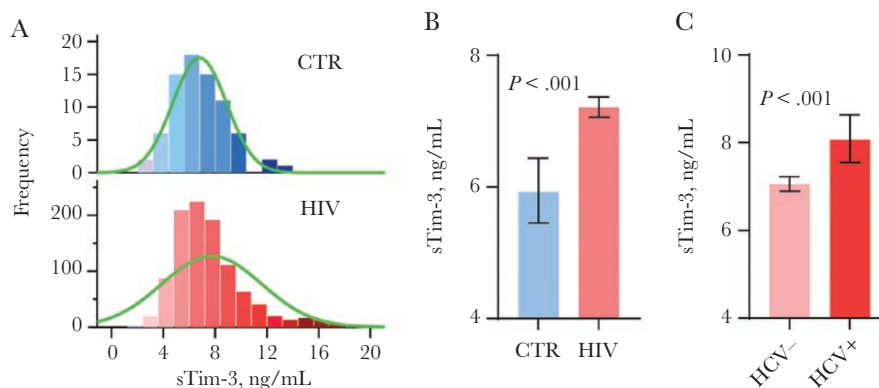 A
20
15
10
5
0
CTR
Frequency
200
100
0
HIV
0 4 8 12 16 20
sTim-3, ng/mL
B
8
6
4
P < .001
sTim-3, ng/mL
CTR HIV
C
10
8
6
4
P < .001
sTim-3, ng/mL
HCV– HCV+